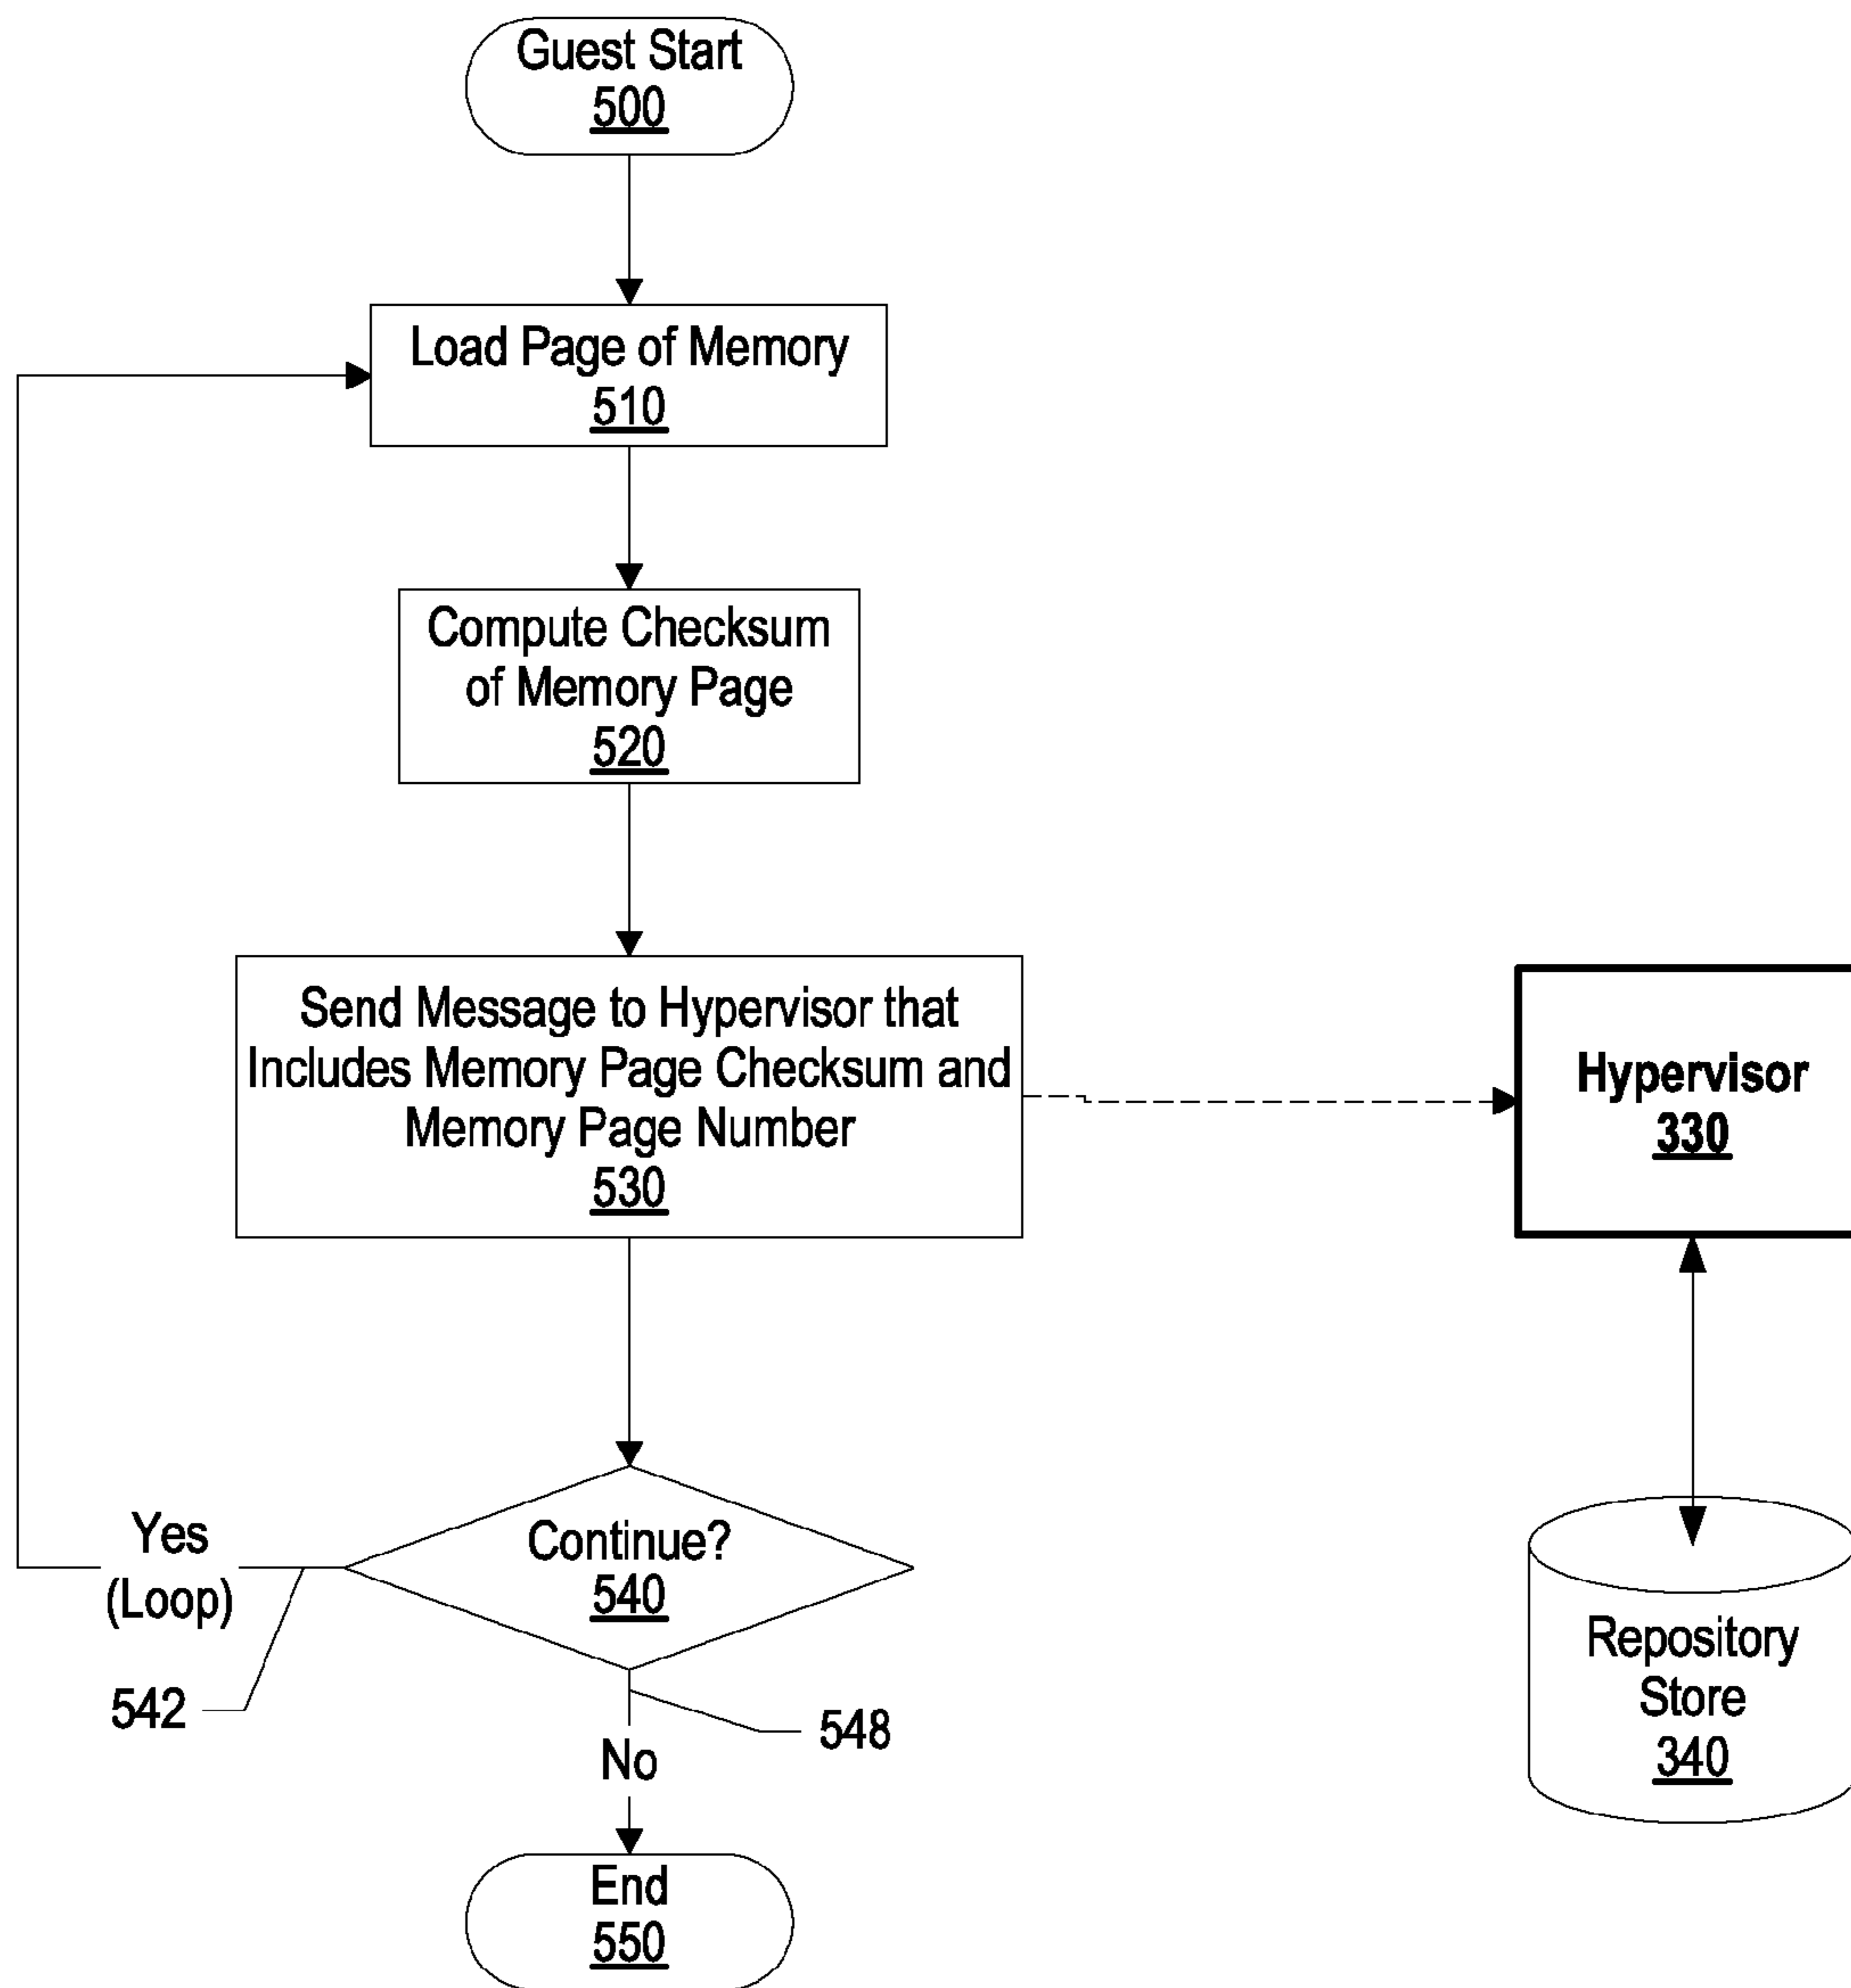 Guest Start
500
Load Page of Memory
510
Compute Checksum
of Memory Page
520
Send Message to Hypervisor that
Includes Memory Page Checksum and
Memory Page Number
530
Hypervisor
330
Continue?
540
Yes
(Loop)
542
548
No
End
550
Repository
Store
340